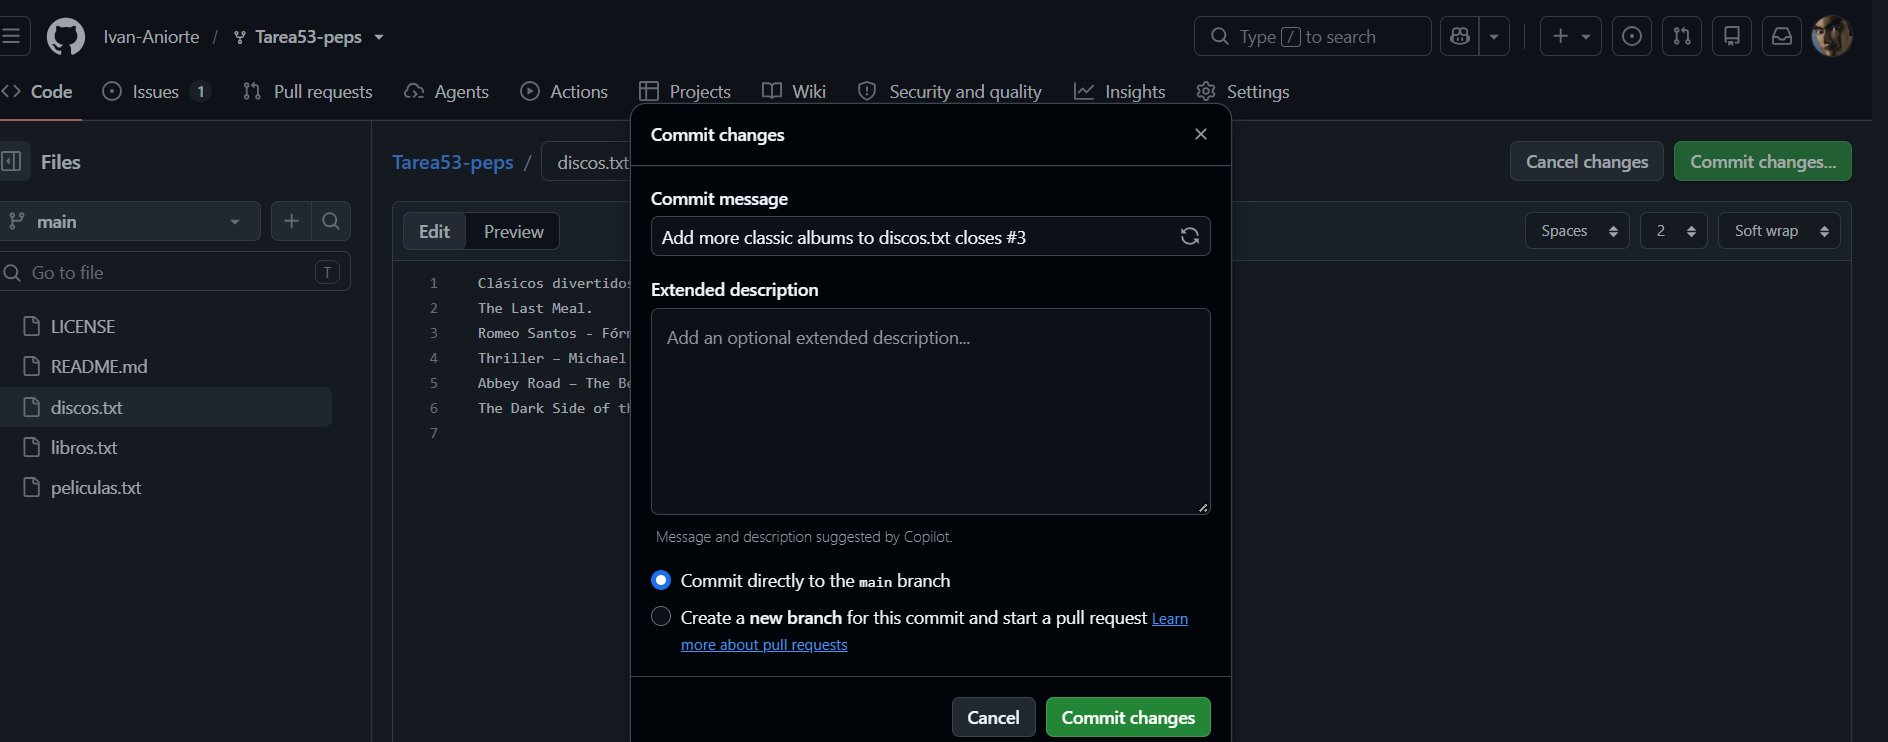 Ivan-Aniorte / Tarea53-peps
Type / to search
Code Issues 1 Pull requests Agents Actions Projects Wiki Security and quality Insights Settings
Files
main
Go to file T
LICENSE
README.md
discos.txt
libros.txt
peliculas.txt
Tarea53-peps / discos.txt
Cancel changes Commit changes...
Edit Preview
Spaces 2 Soft wrap
1 Clásicos divertidos
2 The Last Meal.
3 Romeo Santos - Fór
4 Thriller – Michael
5 Abbey Road – The
6 The Dark Side of
7
Commit changes
Commit message
Add more classic albums to discos.txt closes #3
Extended description
Add an optional extended description...
Message and description suggested by Copilot.
Commit directly to the main branch
Create a new branch for this commit and start a pull request Learn
more about pull requests
Cancel Commit changes